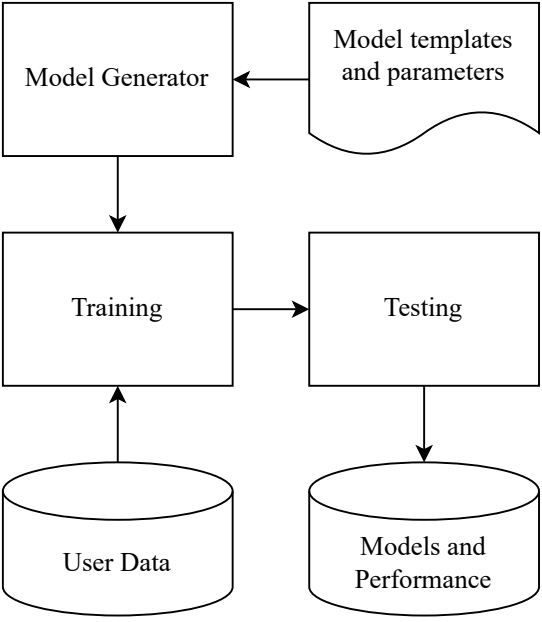 Model Generator
Model templates
and parameters
Training
Testing
User Data
Models and
Performance